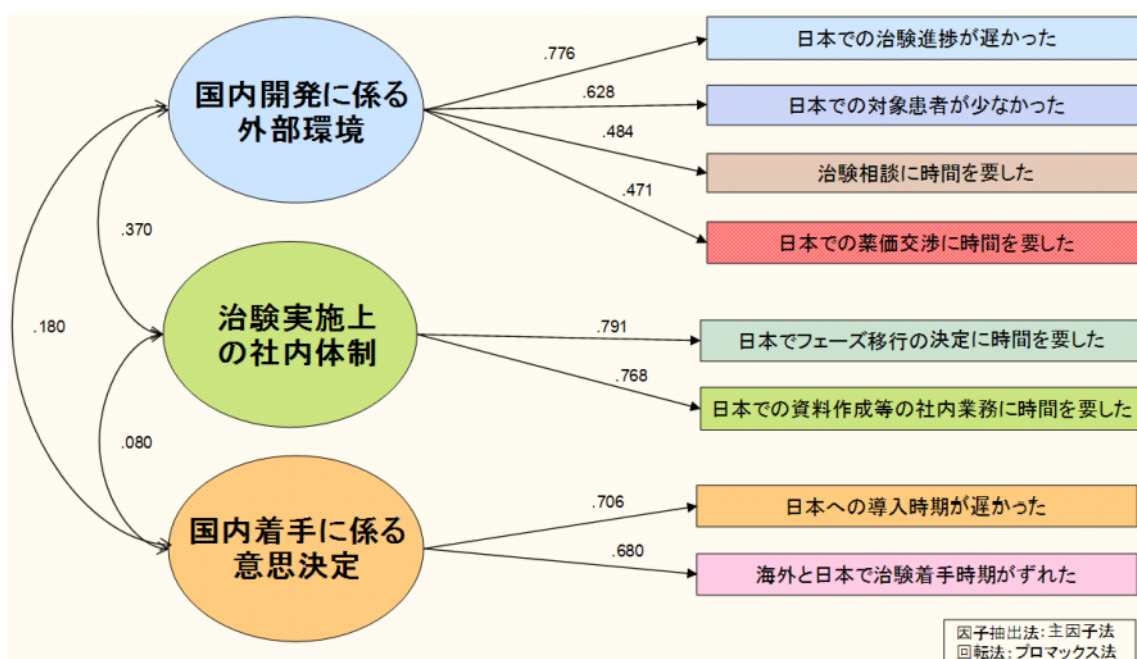 国内開発に係る
外部環境
治験実施上
の社内体制
国内着手に係る
意思決定
.776
.628
.484
.471
.370
.180
.791
.768
.080
.706
.680
日本での治験進捗が遅かった
日本での対象患者が少なかった
治験相談に時間を要した
日本での薬価交渉に時間を要した
日本でフェーズ移行の決定に時間を要した
日本での資料作成等の社内業務に時間を要した
日本への導入時期が遅かった
海外と日本で治験着手時期がずれた
因子抽出法:主因子法
回転法:プロマックス法